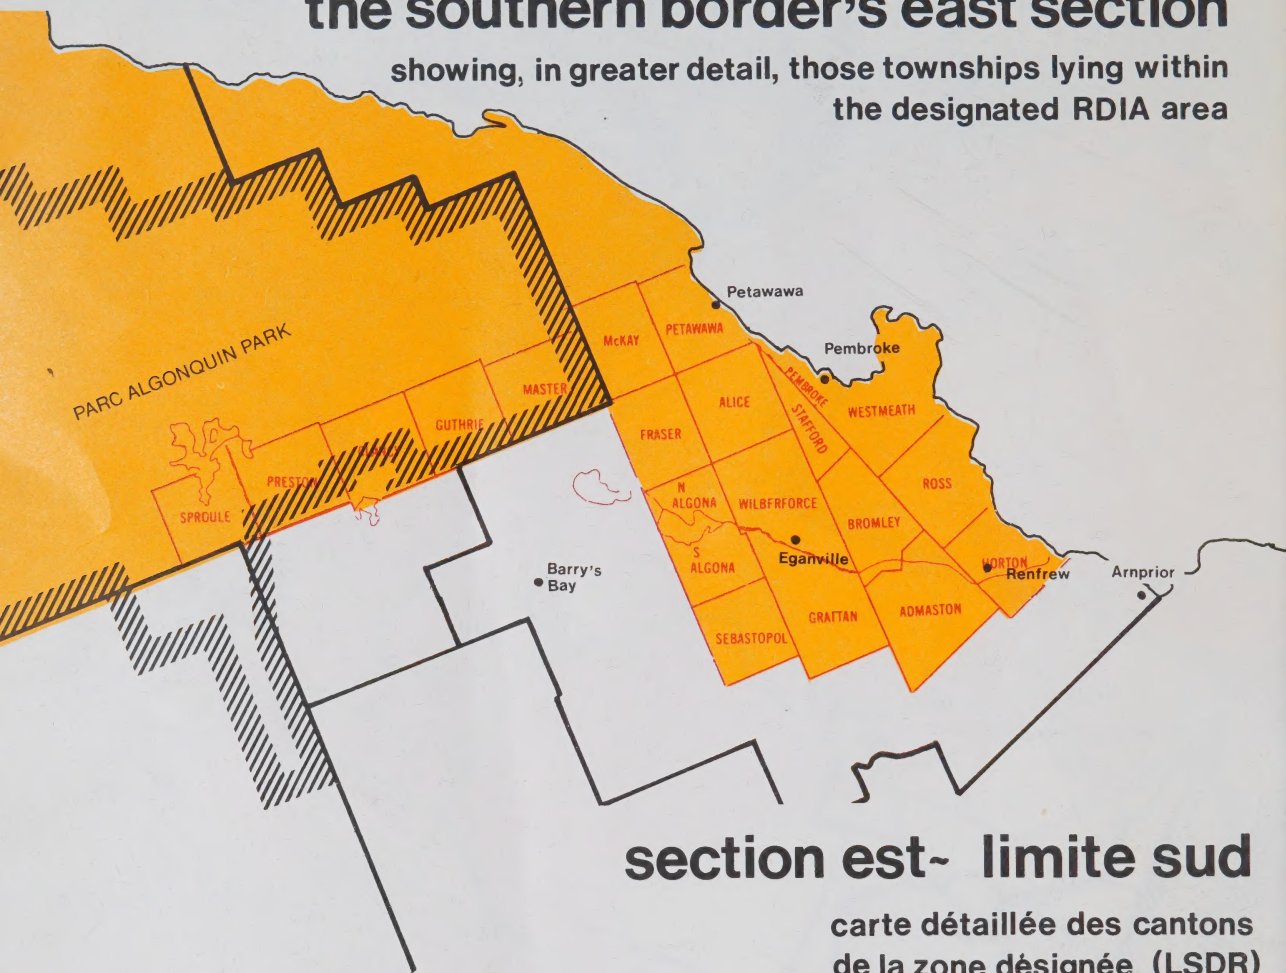 the southern border's east section
showing, in greater detail, those townships lying within
the designated RDIA area
Petawawa
PETAWAWA
McKAY
PARC ALGONQUIN PARK
Pembroke
PEMBROKE
MASTER
ALICE
STAFFORD
WESTMEATH
GUTHRIE
FRASER
PRESTON
ROSS
SPROULE
N
ALGONA
WILBERFORCE
BROMLEY
S
ALGONA
Eganville
HORTON
Renfrew
Arnprior
Barry's
Bay
SEBASTOPOL
GRATTAN
ADMASTON
section est~ limite sud
carte détaillée des cantons
de la zone désignée (LSDR)